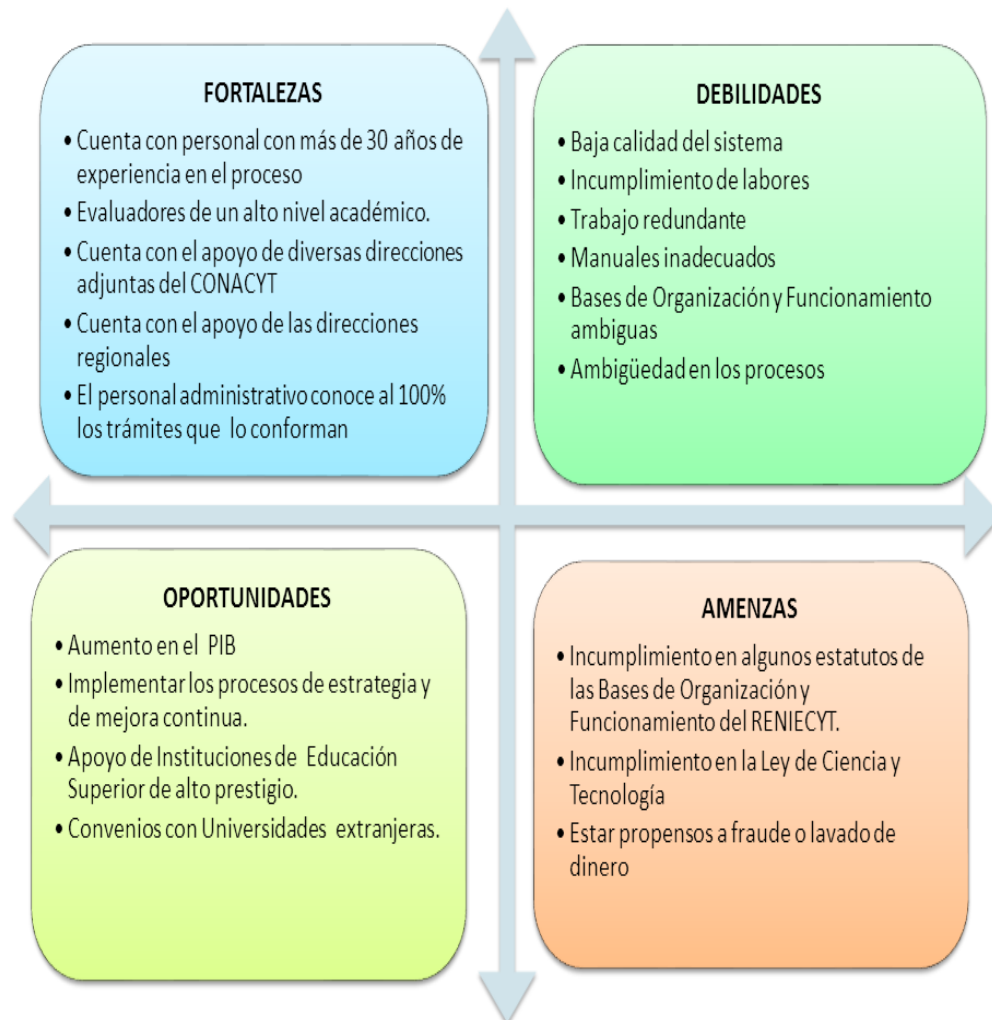 FORTALEZAS
• Cuenta con personal con más de 30 años de
experiencia en el proceso
• Evaluadores de un alto nivel académico.
• Cuenta con el apoyo de diversas direcciones
adjuntas del CONACYT
• Cuenta con el apoyo de las direcciones
regionales
• El personal administrativo conoce al 100%
los trámites que lo conforman
DEBILIDADES
• Baja calidad del sistema
• Incumplimiento de labores
• Trabajo redundante
• Manuales inadecuados
• Bases de Organización y Funcionamiento
ambiguas
• Ambigüedad en los procesos
OPORTUNIDADES
• Aumento en el PIB
• Implementar los procesos de estrategia y
de mejora continua.
• Apoyo de Instituciones de Educación
Superior de alto prestigio.
• Convenios con Universidades extranjeras.
AMENZAS
• Incumplimiento en algunos estatutos de
las Bases de Organización y
Funcionamiento del RENIECYT.
• Incumplimiento en la Ley de Ciencia y
Tecnología
• Estar propensos a fraude o lavado de
dinero